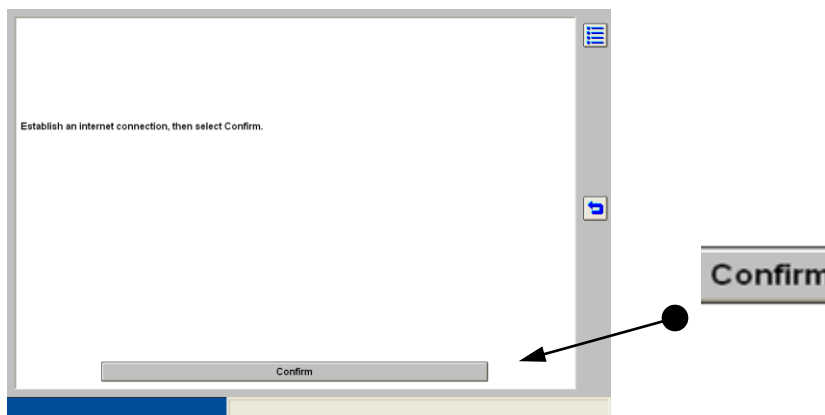 Establish an internet connection, then select Confirm.
Confirm
Confirm